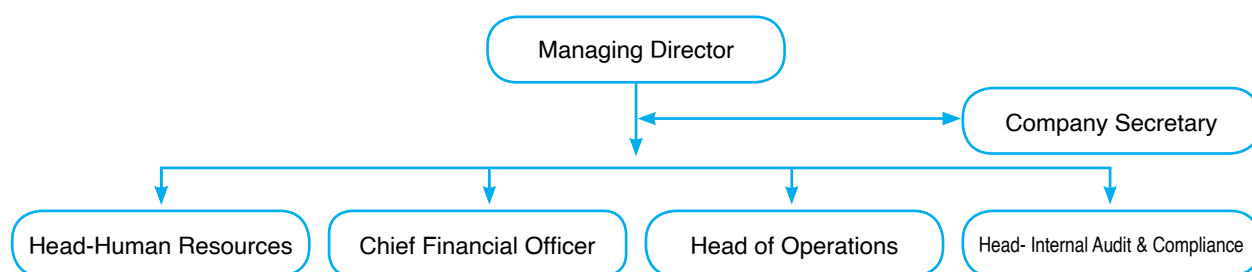 Managing Director
Company Secretary
Head-Human Resources
Chief Financial Officer
Head of Operations
Head- Internal Audit & Compliance